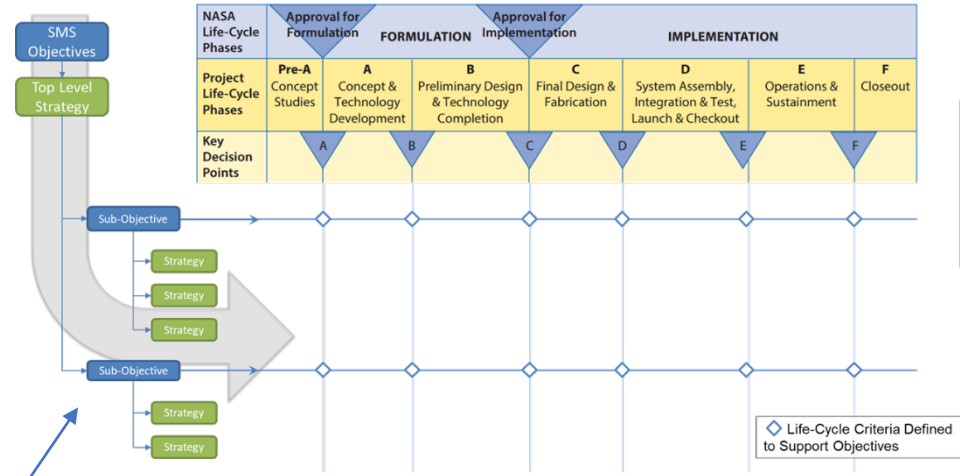 SMS
Objectives
Top Level
Strategy
NASA
Life-Cycle
Phases
Approval for
Formulation
FORMULATION
Approval for
Implementation
IMPLEMENTATION
Project
Life-Cycle
Phases
Pre-A
Concept
Studies
A
Concept &
Technology
Development
B
Preliminary Design
& Technology
Completion
C
Final Design &
Fabrication
D
System Assembly,
Integration & Test,
Launch & Checkout
E
Operations &
Sustainment
F
Closeout
Key
Decision
Points
A
B
C
D
E
F
Sub-Objective
Strategy
Strategy
Strategy
Sub-Objective
Strategy
Strategy
Life-Cycle Criteria Defined
to Support Objectives